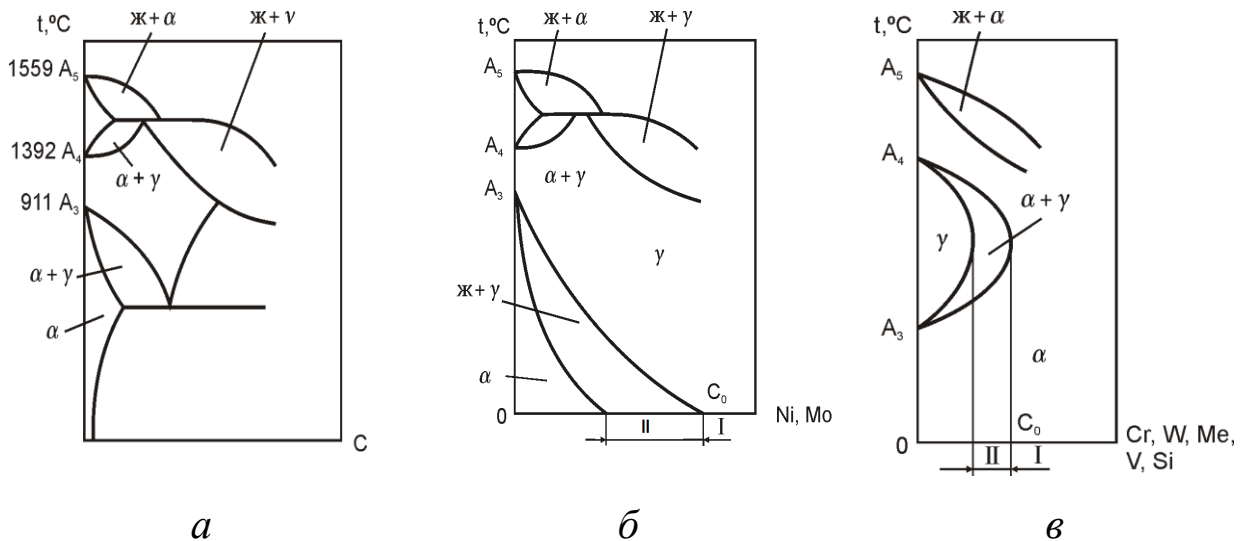 t,ºC
ж + α
ж + ν
1559 A₅
1392 A₄
α + γ
911 A₃
α + γ
α
C
а
t,ºC
ж + α
ж + γ
A₅
A₄
α + γ
A₃
γ
ж + γ
α
C₀
0
Ni, Mo
II
I
б
t,ºC
ж + α
A₅
A₄
α + γ
γ
A₃
α
C₀
0
Cr, W, Me,
V, Si
II
I
в